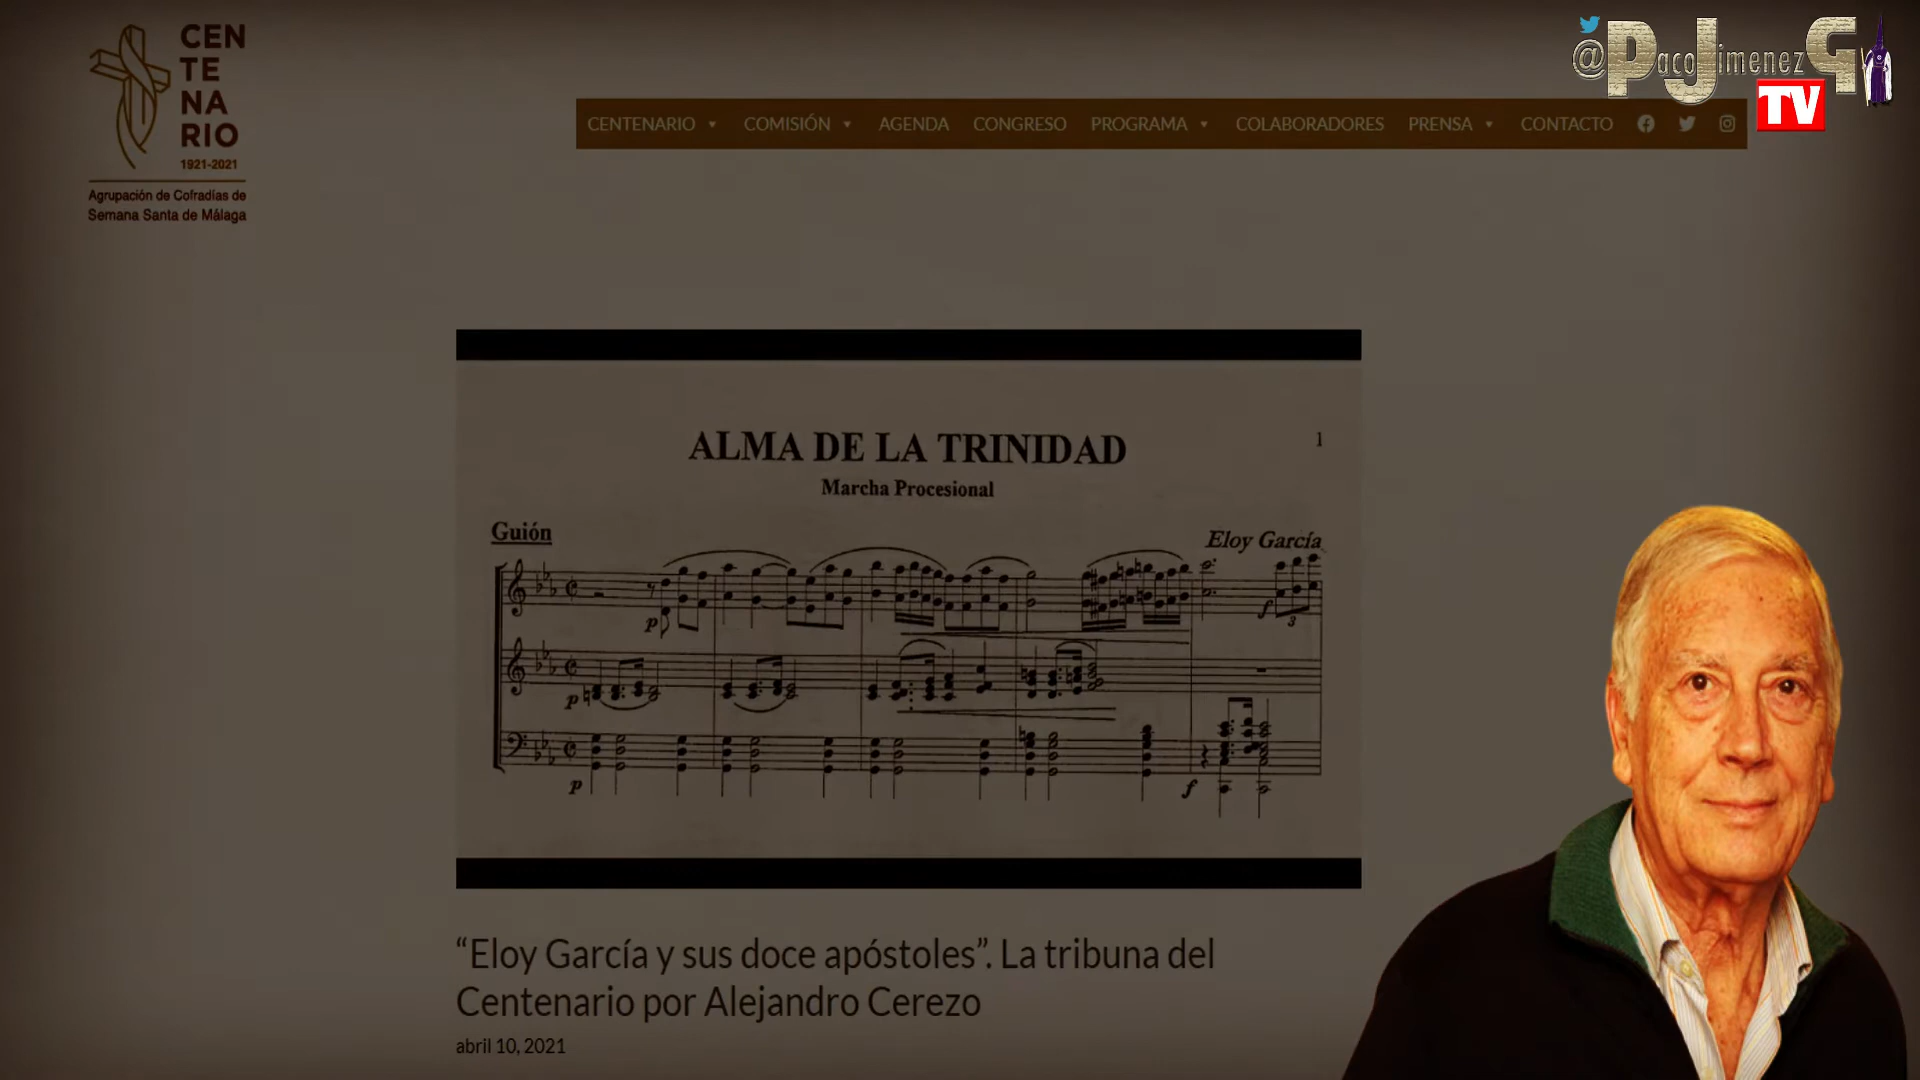 CEN
TE
NA
RIO
1921-2021
Agrupación de Cofradías de
Semana Santa de Málaga
@PacoJimenezP
TV
CENTENARIO COMISIÓN AGENDA CONGRESO PROGRAMA COLABORADORES PRENSA CONTACTO
ALMA DE LA TRINIDAD
1
Marcha Procesional
Guión
Eloy García
p
f
3
p
p
f
“Eloy García y sus doce apóstoles”. La tribuna del
Centenario por Alejandro Cerezo
abril 10, 2021